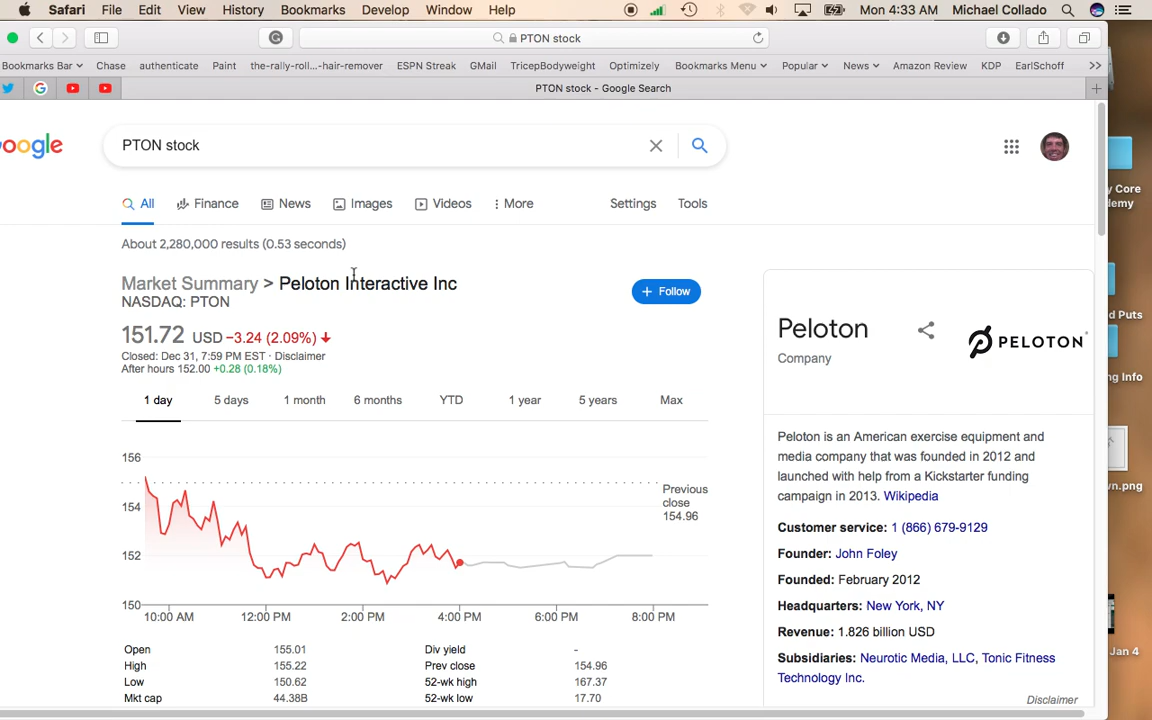 Safari File Edit View History Bookmarks Develop Window Help Mon 4:33 AM Michael Collado
PTON stock
Bookmarks Bar Chase authenticate Paint the-rally-roll...-hair-remover ESPN Streak GMail TricepBodyweight Optimizely Bookmarks Menu Popular News Amazon Review KDP EarlSchoff
PTON stock - Google Search
oogle
PTON stock
y Core
demy
All Finance News Images Videos More Settings Tools
About 2,280,000 results (0.53 seconds)
Market Summary > Peloton Interactive Inc
NASDAQ: PTON
+ Follow
151.72 USD −3.24 (2.09%)
Closed: Dec 31, 7:59 PM EST · Disclaimer
After hours 152.00 +0.28 (0.18%)
1 day 5 days 1 month 6 months YTD 1 year 5 years Max
156
154
152
150
Previous
close
154.96
10:00 AM 12:00 PM 2:00 PM 4:00 PM 6:00 PM 8:00 PM
Open 155.01 Div yield -
High 155.22 Prev close 154.96
Low 150.62 52-wk high 167.37
Mkt cap 44.38B 52-wk low 17.70
Peloton
Company
PELOTON
Peloton is an American exercise equipment and
media company that was founded in 2012 and
launched with help from a Kickstarter funding
campaign in 2013. Wikipedia
Customer service: 1 (866) 679-9129
Founder: John Foley
Founded: February 2012
Headquarters: New York, NY
Revenue: 1.826 billion USD
Subsidiaries: Neurotic Media, LLC, Tonic Fitness
Technology Inc.
Disclaimer
d Puts
ng Info
vn.png
Jan 4